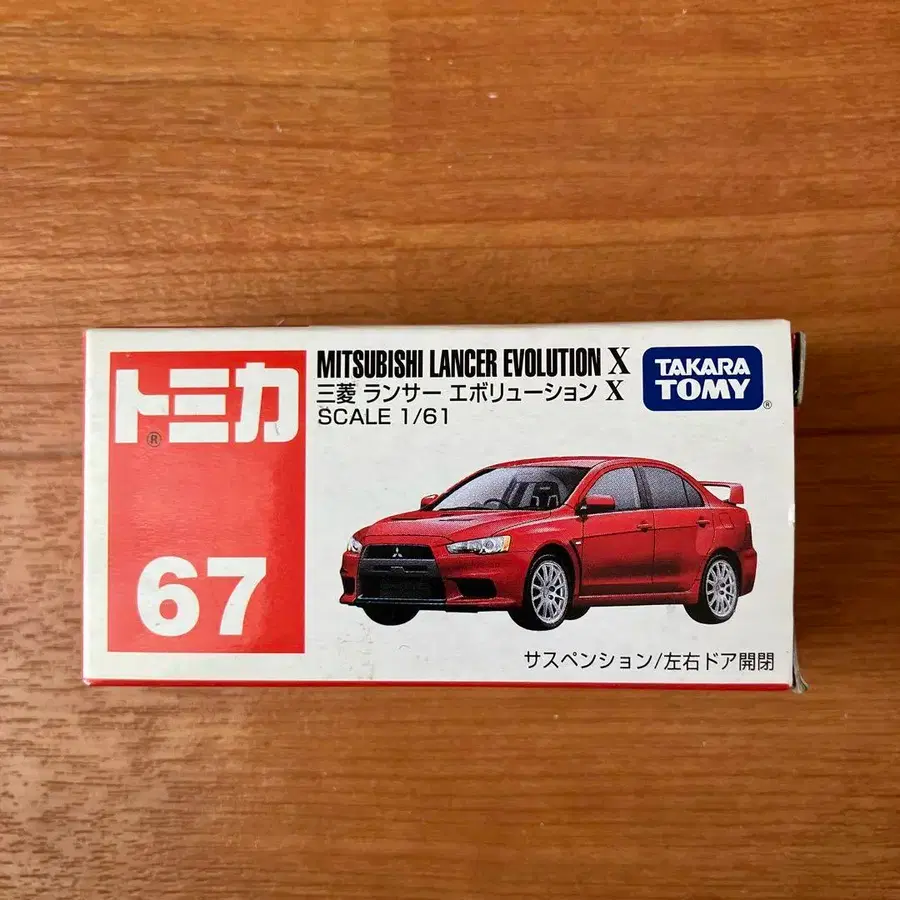 トミカ
®
67
MITSUBISHI LANCER EVOLUTION X
三菱 ランサー エボリューション X
SCALE 1/61
TAKARA
TOMY
®
サスペンション/左右ドア開閉